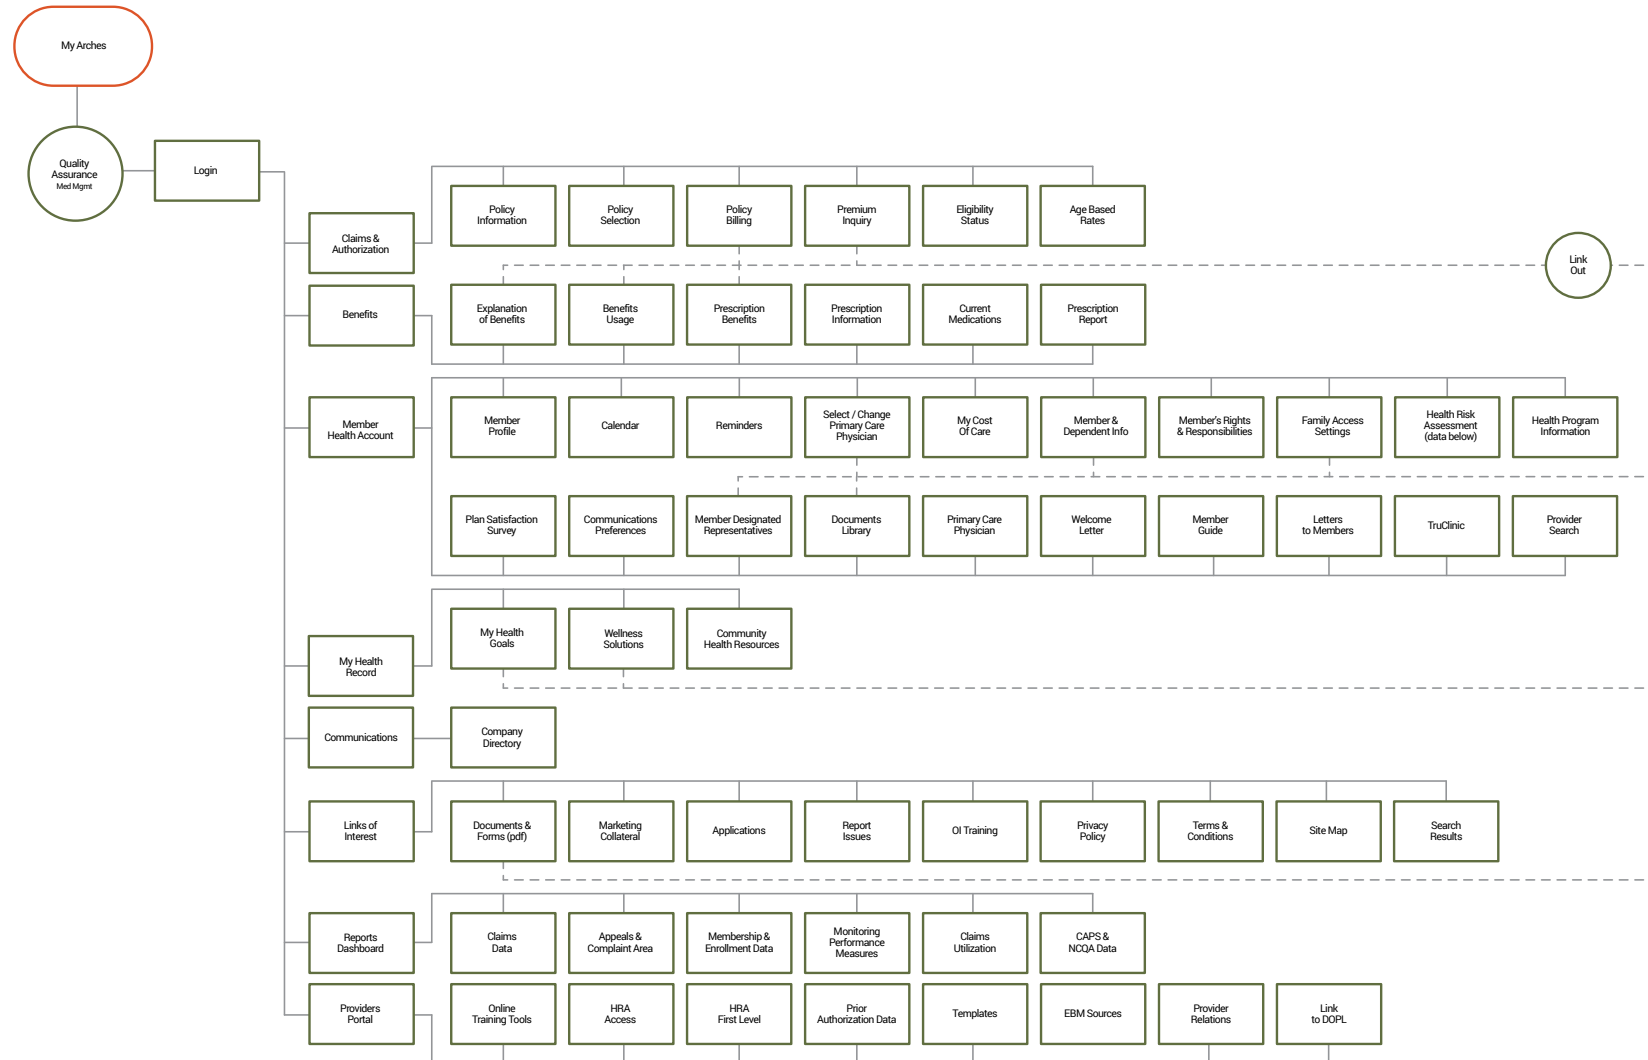 My Arches
Quality
Assurance
Med Mgmt
Login
Claims &
Authorization
Policy
Information
Policy
Selection
Policy
Billing
Premium
Inquiry
Eligibility
Status
Age Based
Rates
Link
Out
Benefits
Explanation
of Benefits
Benefits
Usage
Prescription
Benefits
Prescription
Information
Current
Medications
Prescription
Report
Member
Health Account
Member
Profile
Calendar
Reminders
Select / Change
Primary Care
Physician
My Cost
Of Care
Member &
Dependent Info
Member's Rights
& Responsibilities
Family Access
Settings
Health Risk
Assessment
(data below)
Health Program
Information
Plan Satisfaction
Survey
Communications
Preferences
Member Designated
Representatives
Documents
Library
Primary Care
Physician
Welcome
Letter
Member
Guide
Letters
to Members
TruClinic
Provider
Search
My Health
Record
My Health
Goals
Wellness
Solutions
Community
Health Resources
Communications
Company
Directory
Links of
Interest
Documents &
Forms (pdf)
Marketing
Collateral
Applications
Report
Issues
OI Training
Privacy
Policy
Terms &
Conditions
Site Map
Search
Results
Reports
Dashboard
Claims
Data
Appeals &
Complaint Area
Membership &
Enrollment Data
Monitoring
Performance
Measures
Claims
Utilization
CAPS &
NCQA Data
Providers
Portal
Online
Training Tools
HRA
Access
HRA
First Level
Prior
Authorization Data
Templates
EBM Sources
Provider
Relations
Link
to DOPL